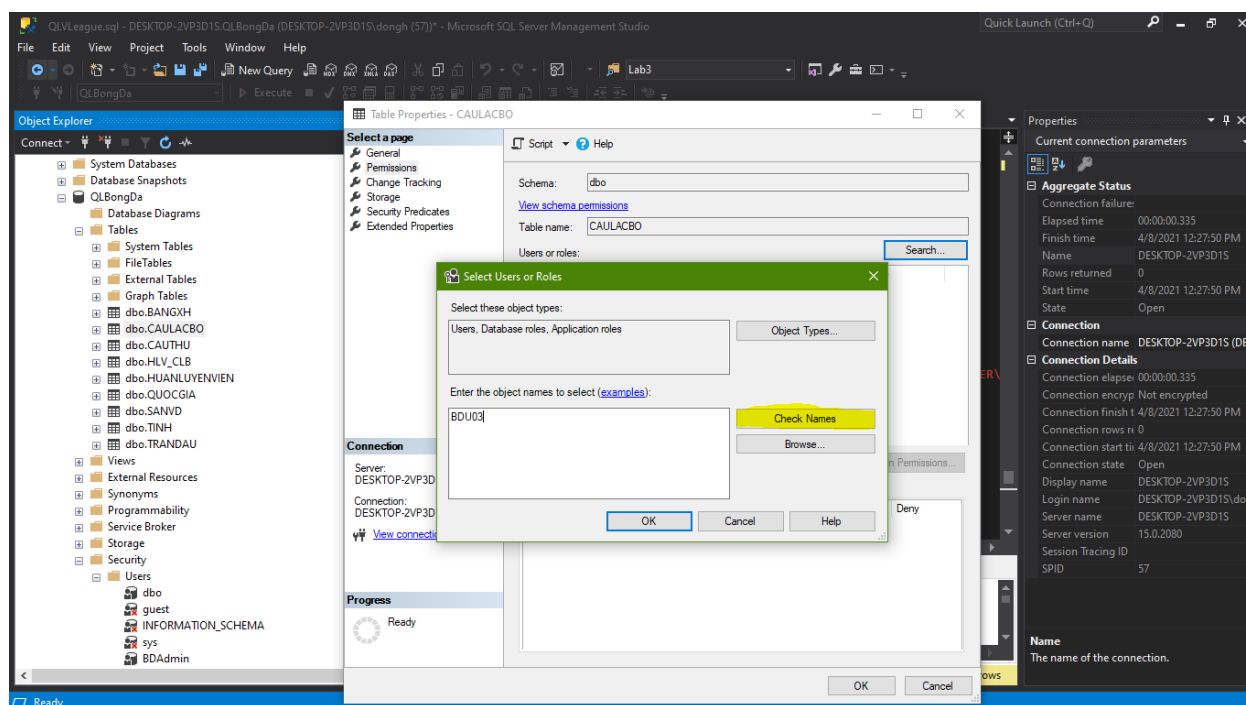 QLVLeague.sql - DESKTOP-2VP3D1S.QLBongDa (DESKTOP-2VP3D1S\dongh (57))* - Microsoft SQL Server Management Studio
Quick Launch (Ctrl+Q)
File Edit View Project Tools Window Help
New Query
MDX DMX XMLA DAX
Lab3
QLBongDa
Execute
Object Explorer
Connect
System Databases
Database Snapshots
QLBongDa
Database Diagrams
Tables
System Tables
FileTables
External Tables
Graph Tables
dbo.BANGXH
dbo.CAULACBO
dbo.CAUTHU
dbo.HLV_CLB
dbo.HUANLUYENVIEN
dbo.QUOCGIA
dbo.SANVD
dbo.TINH
dbo.TRANDAU
Views
External Resources
Synonyms
Programmability
Service Broker
Storage
Security
Users
dbo
guest
INFORMATION_SCHEMA
sys
BDAdmin
Table Properties - CAULACBO
Select a page
General
Permissions
Change Tracking
Storage
Security Predicates
Extended Properties
Script
Help
Schema: dbo
View schema permissions
Table name: CAULACBO
Users or roles:
Search...
Select Users or Roles
Select these object types:
Users, Database roles, Application roles
Object Types...
Enter the object names to select (examples):
BDU03
Check Names
Browse...
OK Cancel Help
Connection
Server:
DESKTOP-2VP3D
Connection:
DESKTOP-2VP3D
View connecti
Progress
Ready
n Permissions...
Deny
OK Cancel
ER\
ows
Properties
Current connection parameters
Aggregate Status
Connection failure:
Elapsed time 00:00:00.335
Finish time 4/8/2021 12:27:50 PM
Name DESKTOP-2VP3D1S
Rows returned 0
Start time 4/8/2021 12:27:50 PM
State Open
Connection
Connection name DESKTOP-2VP3D1S (DE
Connection Details
Connection elapse 00:00:00.335
Connection encryp Not encrypted
Connection finish t 4/8/2021 12:27:50 PM
Connection rows re 0
Connection start ti 4/8/2021 12:27:50 PM
Connection state Open
Display name DESKTOP-2VP3D1S
Login name DESKTOP-2VP3D1S\do
Server name DESKTOP-2VP3D1S
Server version 15.0.2080
Session Tracing ID
SPID 57
Name
The name of the connection.
Ready